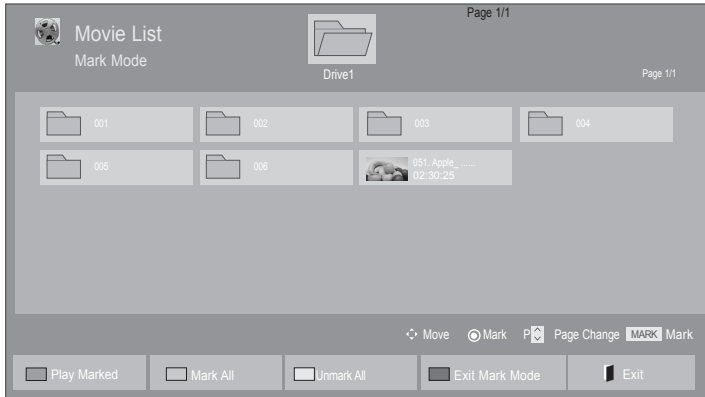 Page 1/1
Movie List
Mark Mode
Drive1
Page 1/1
001
002
003
004
005
006
051. Apple_ ......
02:30:25
Move
Mark
P
Page Change
MARK
Mark
Play Marked
Mark All
Unmark All
Exit Mark Mode
Exit